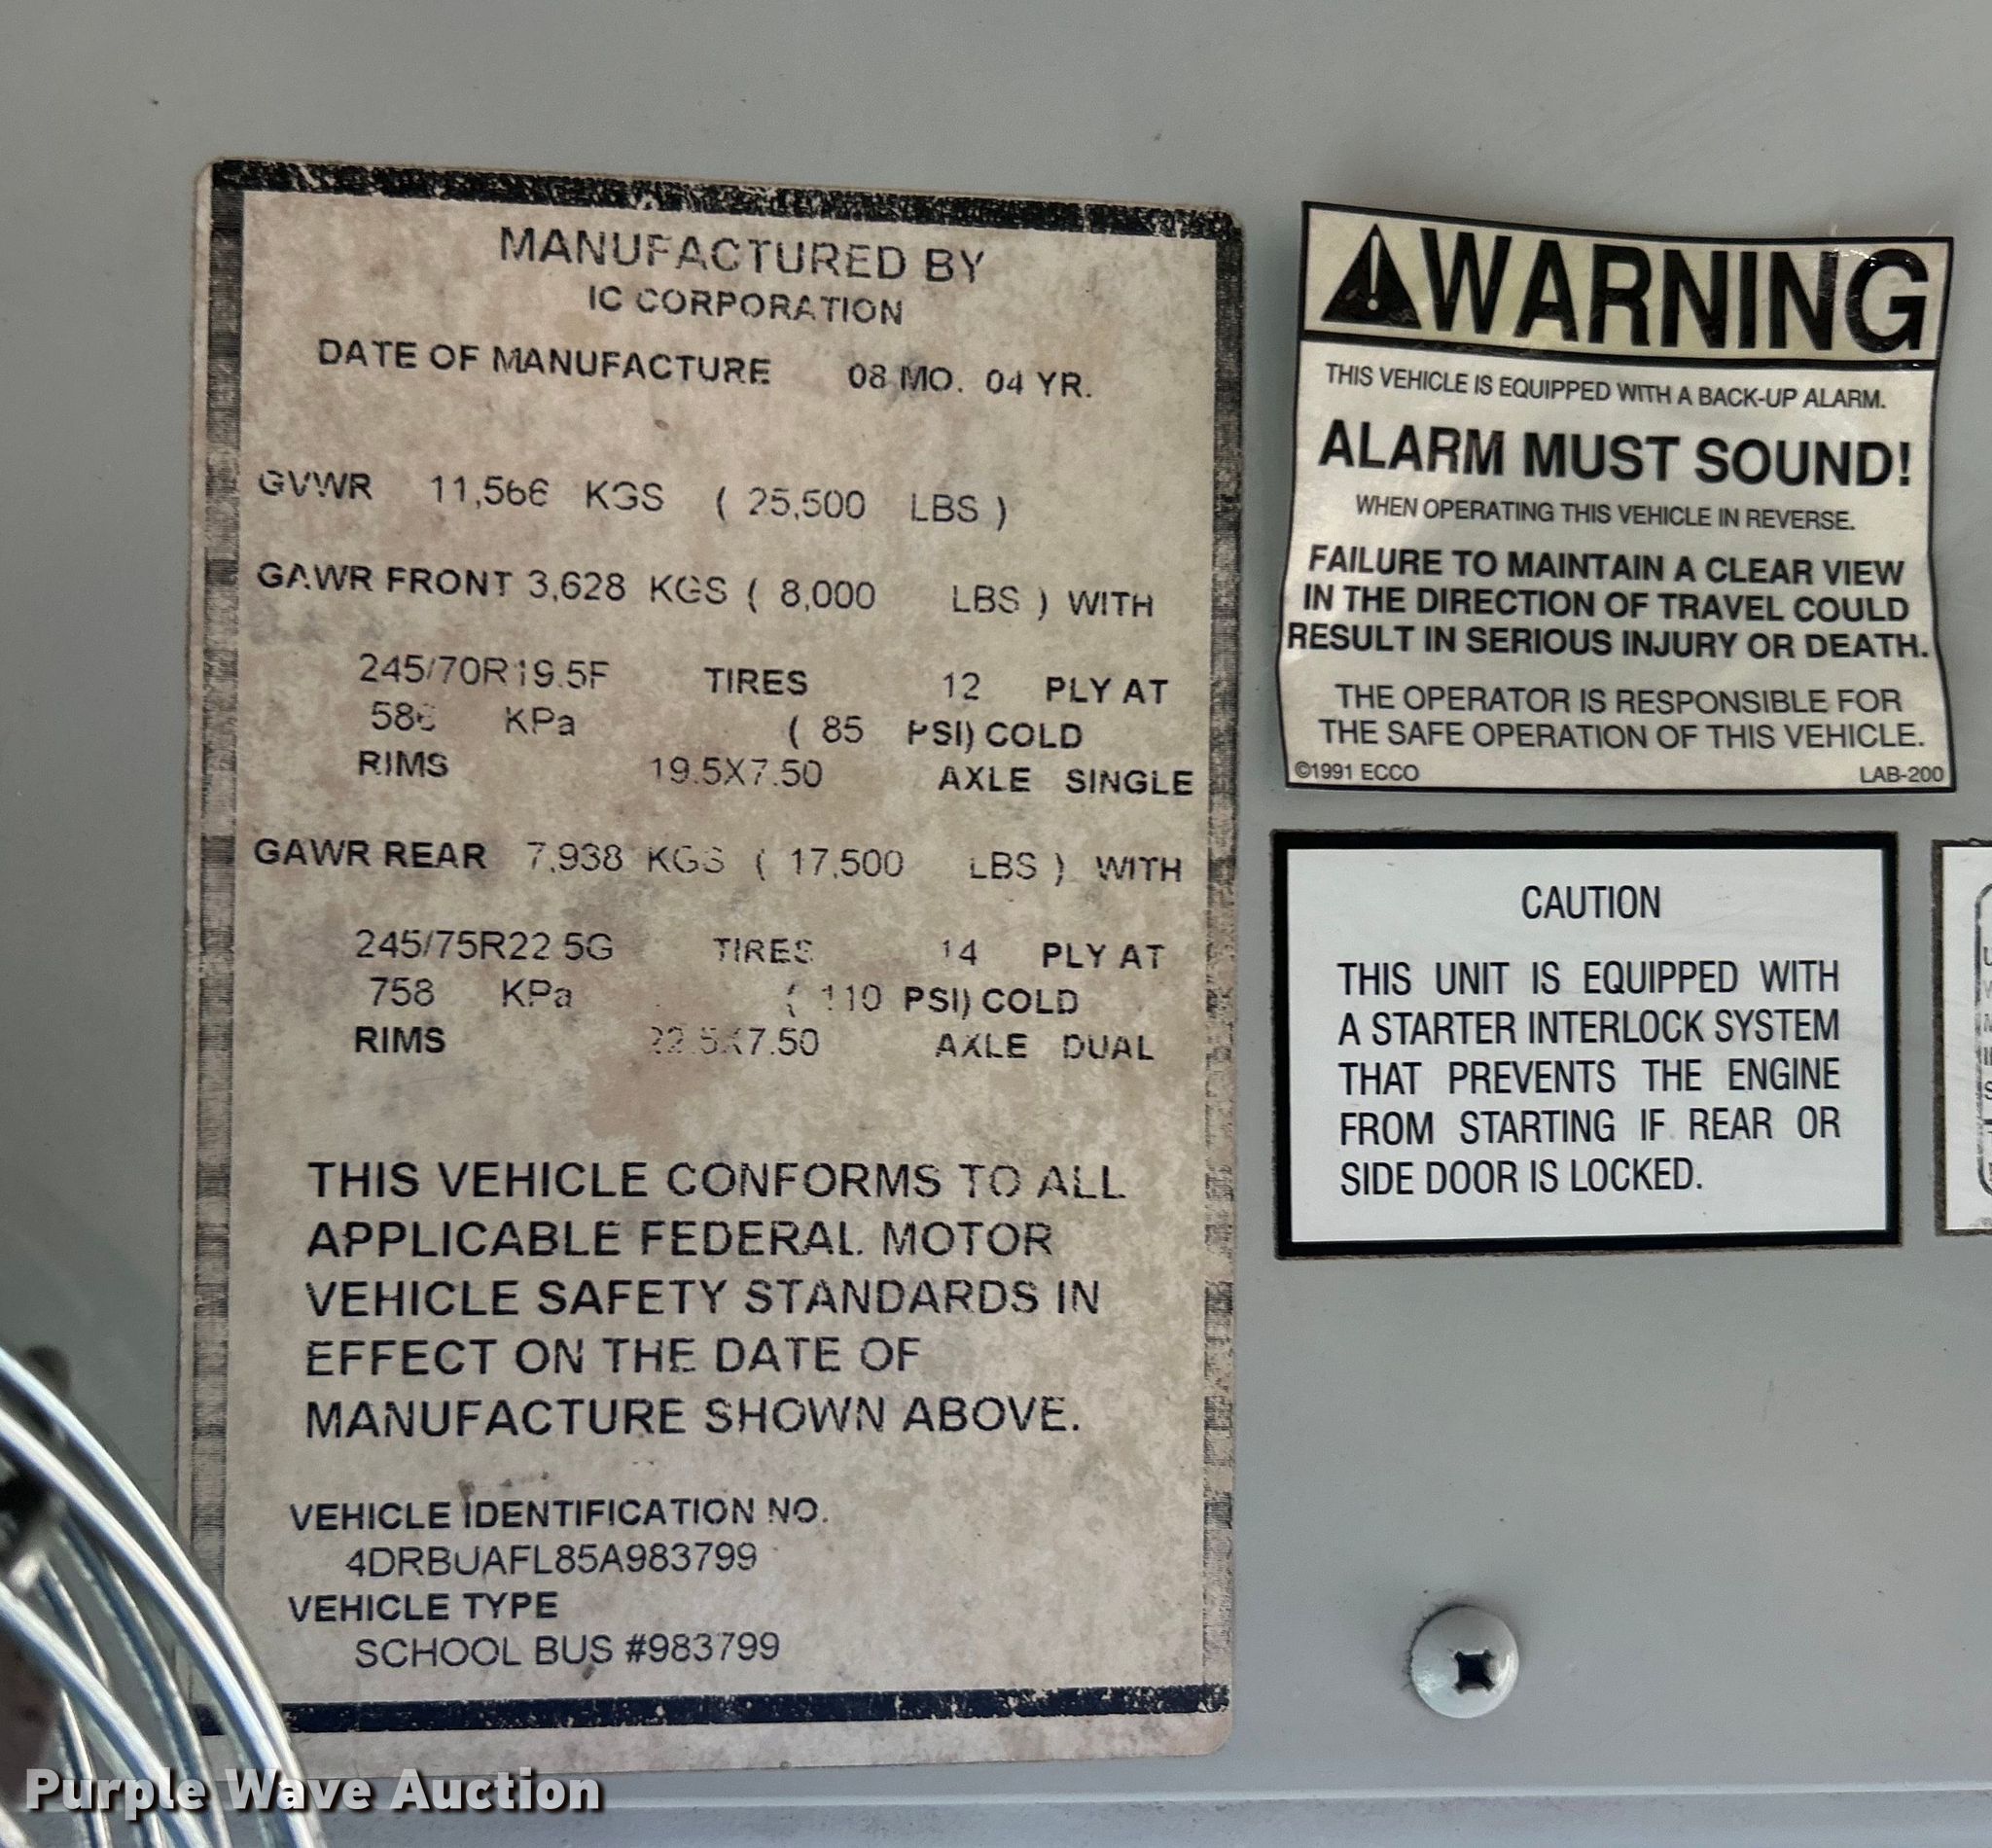 MANUFACTURED BY
IC CORPORATION
DATE OF MANUFACTURE 08 MO. 04 YR.
GVWR 11,566 KGS ( 25,500 LBS )
GAWR FRONT 3,628 KGS ( 8,000 LBS ) WITH
245/70R19.5F TIRES 12 PLY AT
586 KPa ( 85 PSI) COLD
RIMS 19.5X7.50 AXLE SINGLE
GAWR REAR 7,938 KGS ( 17,500 LBS ) WITH
245/75R22.5G TIRES 14 PLY AT
758 KPa ( 110 PSI) COLD
RIMS 22.5X7.50 AXLE DUAL
THIS VEHICLE CONFORMS TO ALL
APPLICABLE FEDERAL MOTOR
VEHICLE SAFETY STANDARDS IN
EFFECT ON THE DATE OF
MANUFACTURE SHOWN ABOVE.
VEHICLE IDENTIFICATION NO.
4DRBUAFL85A983799
VEHICLE TYPE
SCHOOL BUS #983799
WARNING
THIS VEHICLE IS EQUIPPED WITH A BACK-UP ALARM.
ALARM MUST SOUND!
WHEN OPERATING THIS VEHICLE IN REVERSE.
FAILURE TO MAINTAIN A CLEAR VIEW
IN THE DIRECTION OF TRAVEL COULD
RESULT IN SERIOUS INJURY OR DEATH.
THE OPERATOR IS RESPONSIBLE FOR
THE SAFE OPERATION OF THIS VEHICLE.
©1991 ECCO LAB-200
CAUTION
THIS UNIT IS EQUIPPED WITH
A STARTER INTERLOCK SYSTEM
THAT PREVENTS THE ENGINE
FROM STARTING IF REAR OR
SIDE DOOR IS LOCKED.
Purple Wave Auction